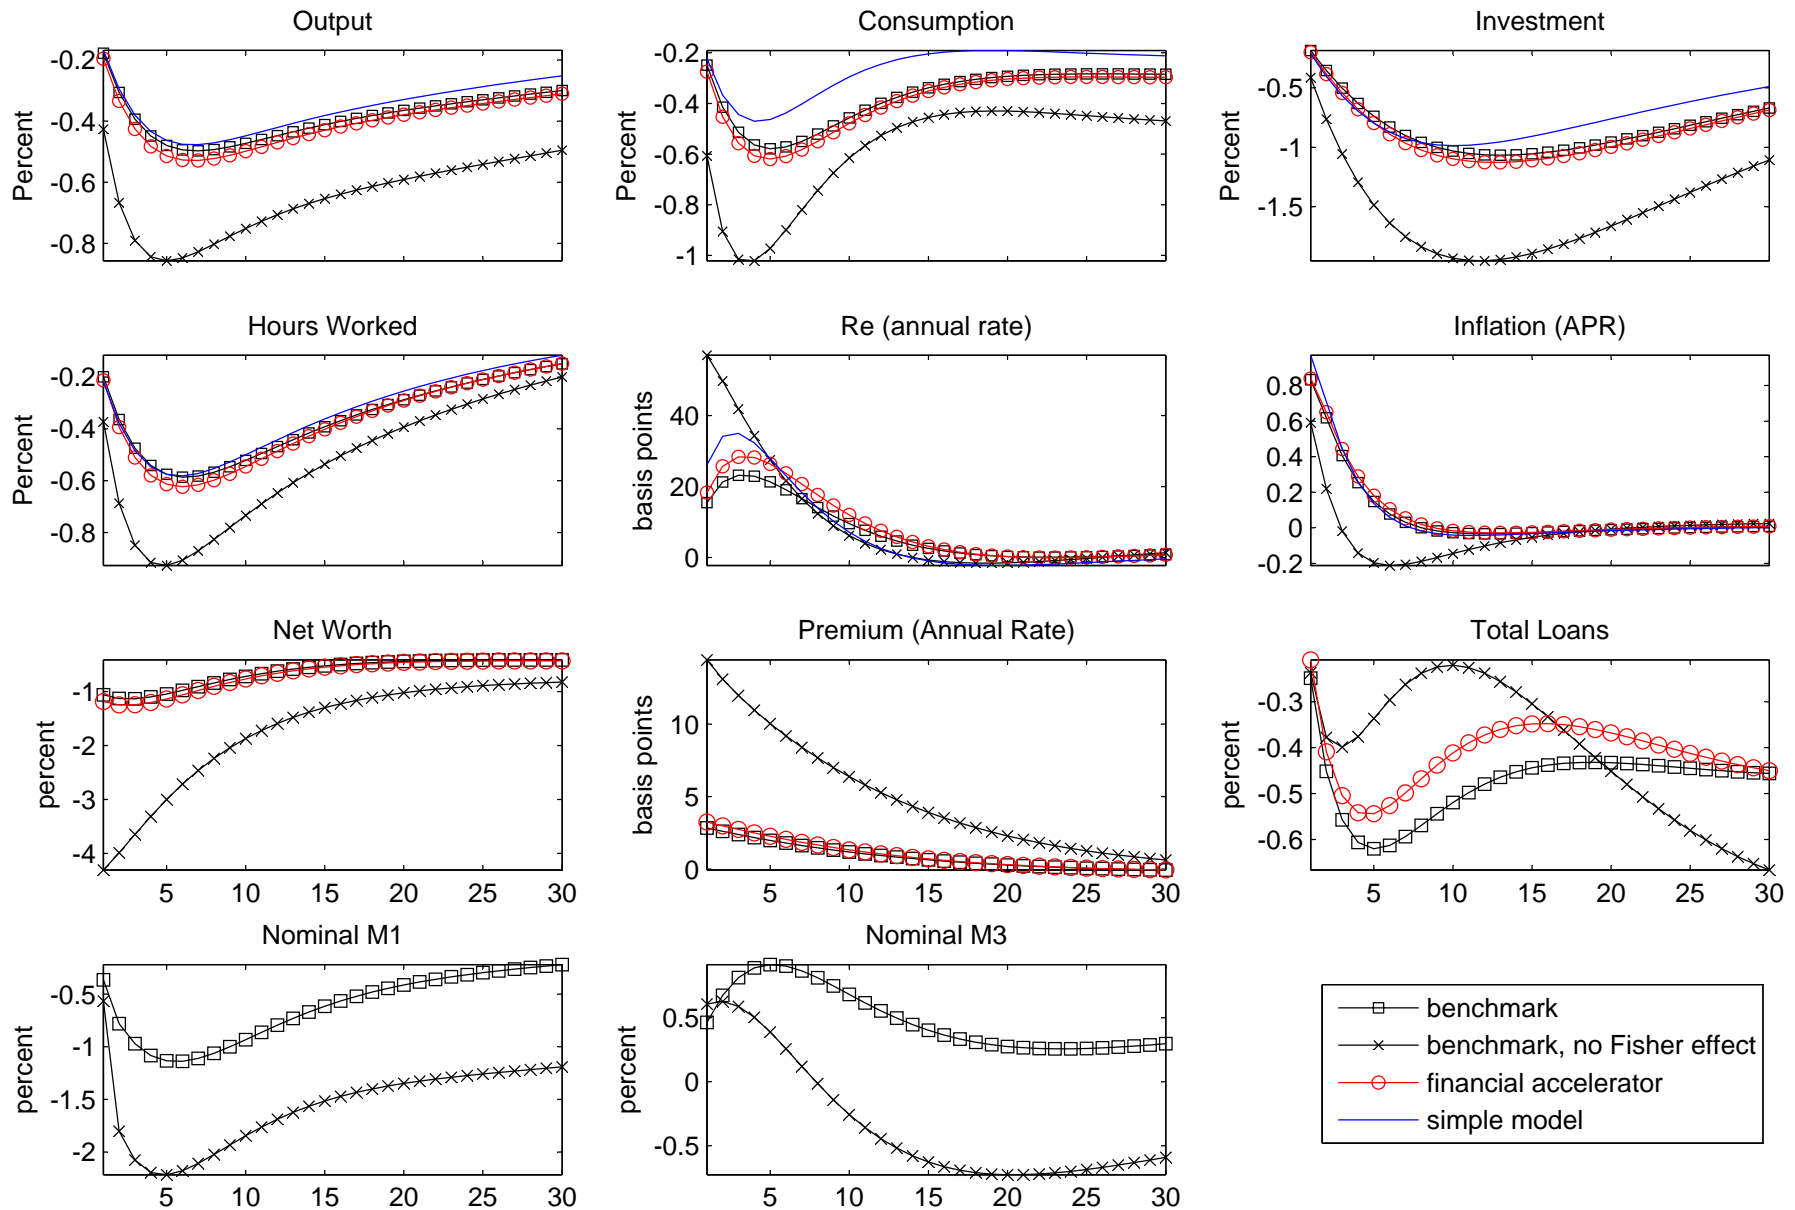 Output
Consumption
Investment
-0.2
-0.4
-0.6
-0.8
Percent
-0.2
-0.4
-0.6
-0.8
-1
Percent
-0.5
-1
-1.5
Percent
Hours Worked
Re (annual rate)
Inflation (APR)
-0.2
-0.4
-0.6
-0.8
Percent
40
20
0
basis points
0.8
0.6
0.4
0.2
0
-0.2
Net Worth
Premium (Annual Rate)
Total Loans
-1
-2
-3
-4
percent
5 10 15 20 25 30
10
5
0
basis points
5 10 15 20 25 30
-0.3
-0.4
-0.5
-0.6
percent
5 10 15 20 25 30
Nominal M1
Nominal M3
-0.5
-1
-1.5
-2
percent
5 10 15 20 25 30
0.5
0
-0.5
percent
5 10 15 20 25 30
benchmark
benchmark, no Fisher effect
financial accelerator
simple model